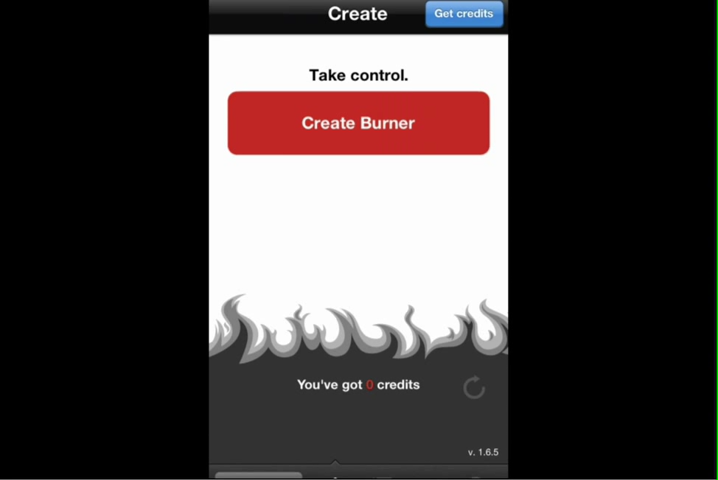 Create
Get credits
Take control.
Create Burner
You've got 0 credits
v. 1.6.5